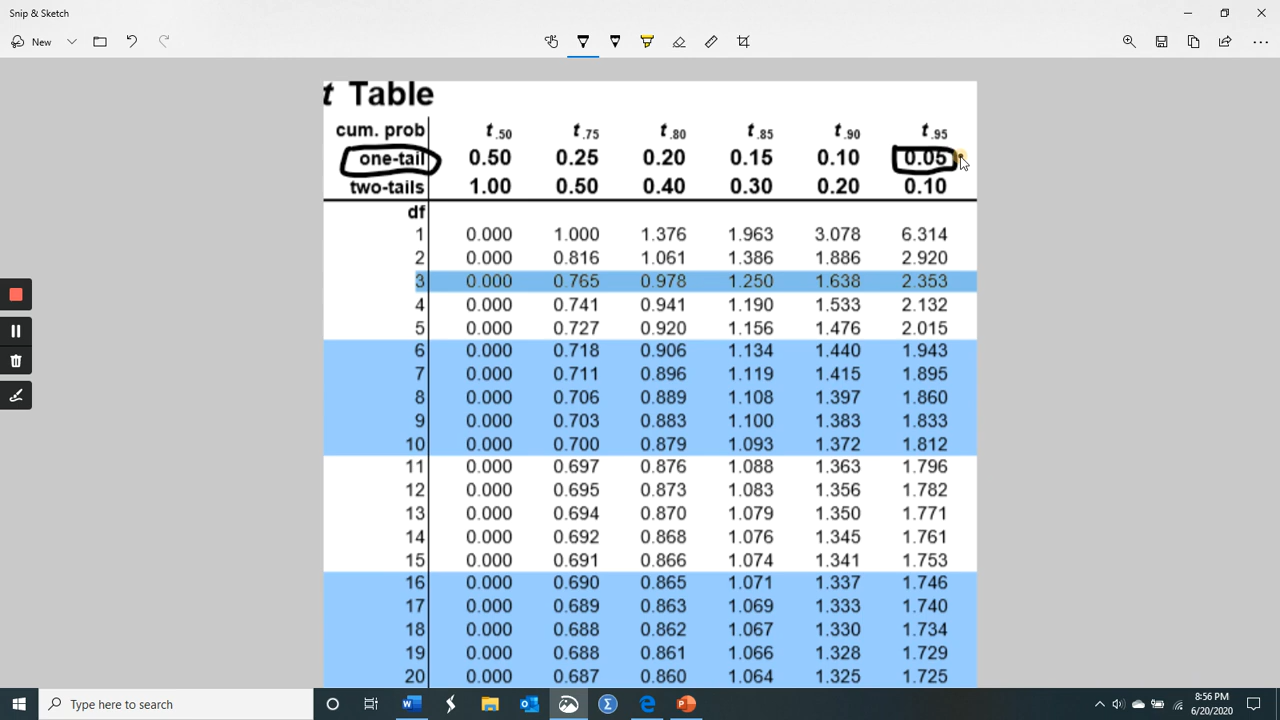 Snip & Sketch
New
t Table
cum. prob t.50 t.75 t.80 t.85 t.90 t.95
one-tail 0.50 0.25 0.20 0.15 0.10 0.05
two-tails 1.00 0.50 0.40 0.30 0.20 0.10
df
1 0.000 1.000 1.376 1.963 3.078 6.314
2 0.000 0.816 1.061 1.386 1.886 2.920
3 0.000 0.765 0.978 1.250 1.638 2.353
4 0.000 0.741 0.941 1.190 1.533 2.132
5 0.000 0.727 0.920 1.156 1.476 2.015
6 0.000 0.718 0.906 1.134 1.440 1.943
7 0.000 0.711 0.896 1.119 1.415 1.895
8 0.000 0.706 0.889 1.108 1.397 1.860
9 0.000 0.703 0.883 1.100 1.383 1.833
10 0.000 0.700 0.879 1.093 1.372 1.812
11 0.000 0.697 0.876 1.088 1.363 1.796
12 0.000 0.695 0.873 1.083 1.356 1.782
13 0.000 0.694 0.870 1.079 1.350 1.771
14 0.000 0.692 0.868 1.076 1.345 1.761
15 0.000 0.691 0.866 1.074 1.341 1.753
16 0.000 0.690 0.865 1.071 1.337 1.746
17 0.000 0.689 0.863 1.069 1.333 1.740
18 0.000 0.688 0.862 1.067 1.330 1.734
19 0.000 0.688 0.861 1.066 1.328 1.729
20 0.000 0.687 0.860 1.064 1.325 1.725
Type here to search
8:56 PM
6/20/2020